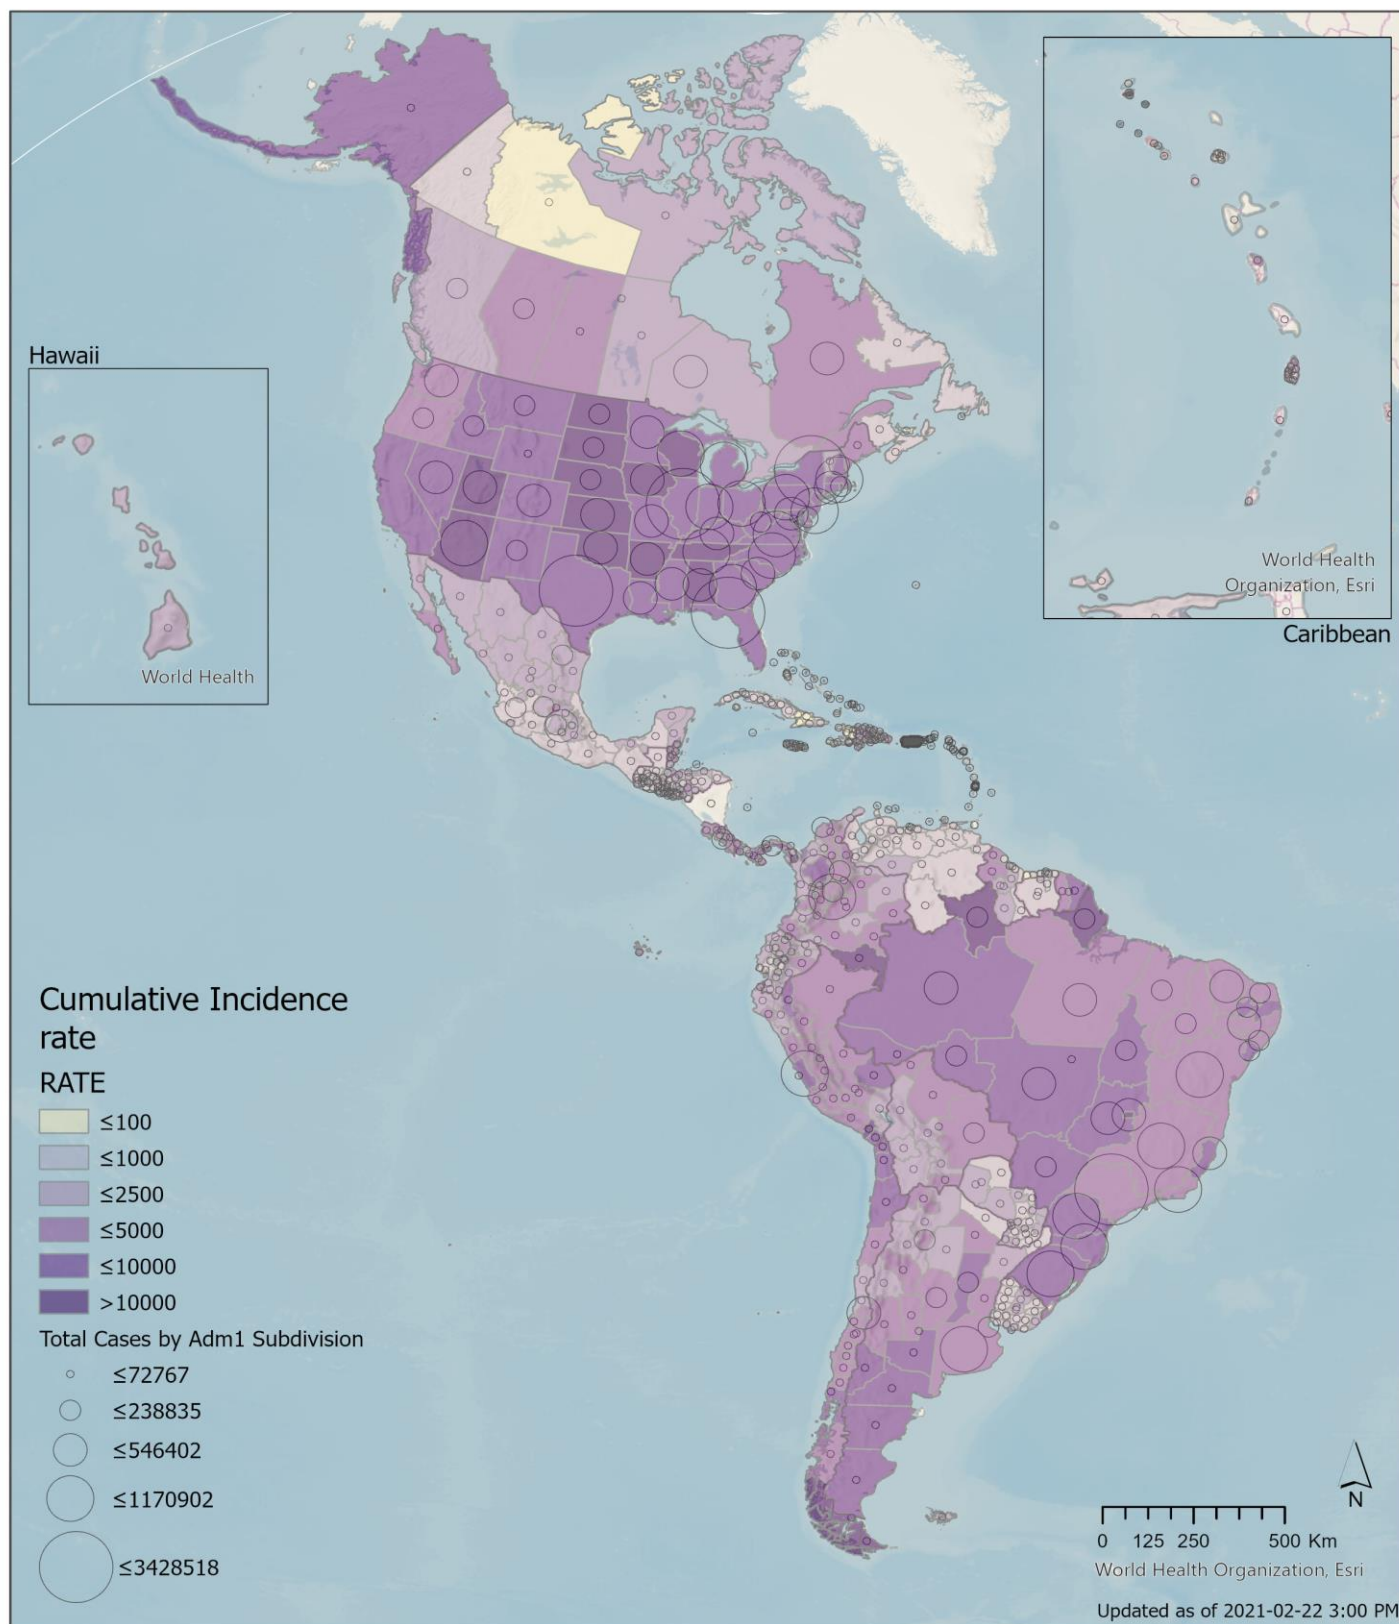 Hawaii
World Health
World Health
Organization, Esri
Caribbean
Cumulative Incidence
rate
RATE
≤100
≤1000
≤2500
≤5000
≤10000
>10000
Total Cases by Adm1 Subdivision
≤72767
≤238835
≤546402
≤1170902
≤3428518
N
0 125 250 500 Km
World Health Organization, Esri
Updated as of 2021-02-22 3:00 PM